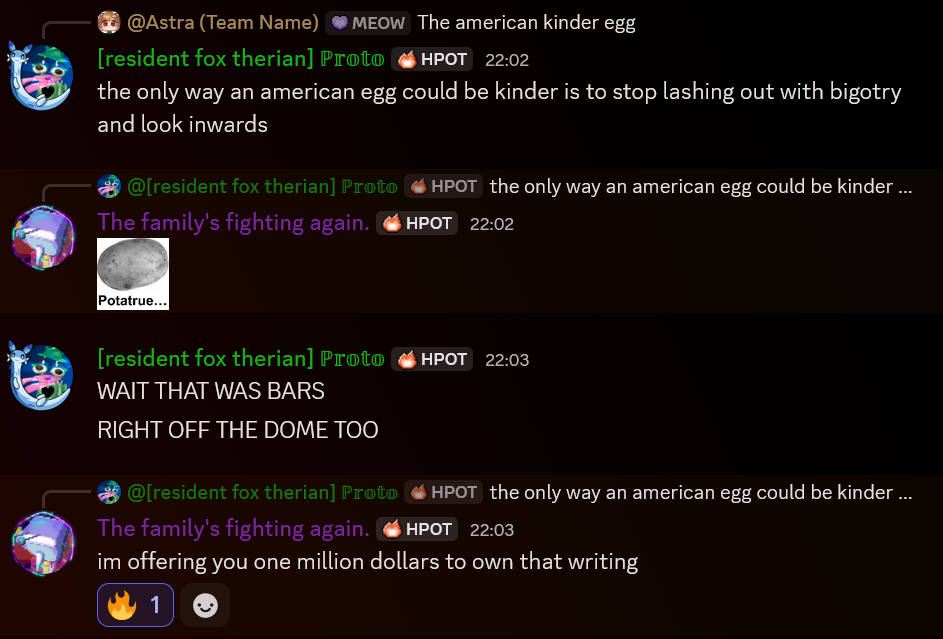 @Astra (Team Name) MEOW The american kinder egg
[resident fox therian] ℙ𝕣𝕠𝕥𝕠 HPOT 22:02
the only way an american egg could be kinder is to stop lashing out with bigotry
and look inwards
@[resident fox therian] ℙ𝕣𝕠𝕥𝕠 HPOT the only way an american egg could be kinder ...
The family's fighting again. HPOT 22:02
Potatrue...
[resident fox therian] ℙ𝕣𝕠𝕥𝕠 HPOT 22:03
WAIT THAT WAS BARS
RIGHT OFF THE DOME TOO
@[resident fox therian] ℙ𝕣𝕠𝕥𝕠 HPOT the only way an american egg could be kinder ...
The family's fighting again. HPOT 22:03
im offering you one million dollars to own that writing
🔥 1